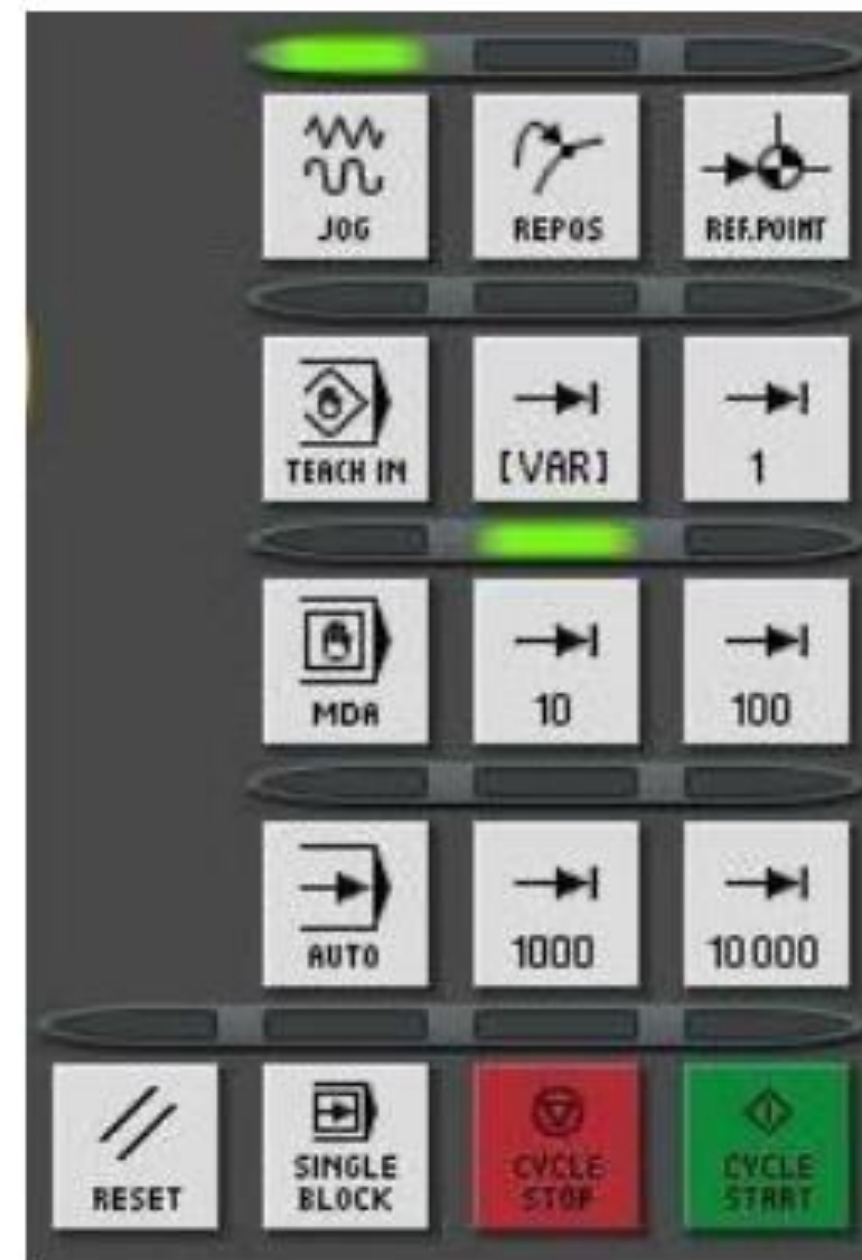 JOG REPOS REF.POINT
TEACH IN [VAR] 1
MDA 10 100
AUTO 1000 10000
RESET SINGLE BLOCK CYCLE STOP CYCLE START